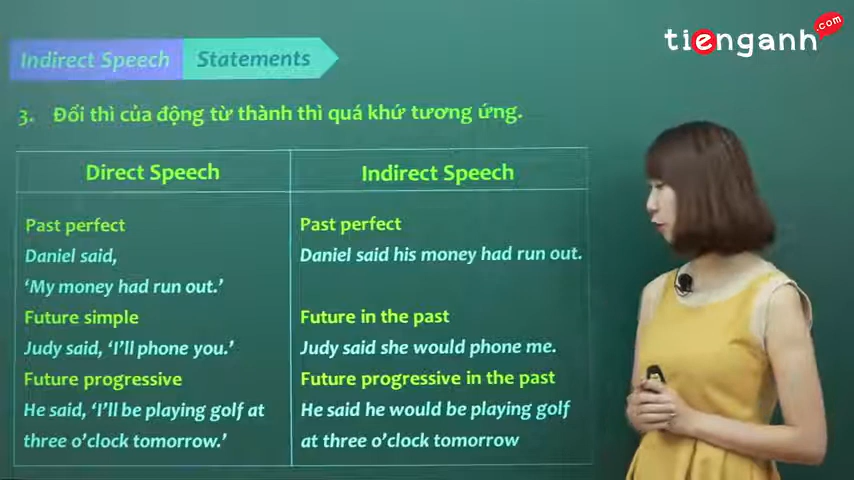 Indirect Speech Statements
tienganh .com
3. Đổi thì của động từ thành thì quá khứ tương ứng.
Direct Speech
Indirect Speech
Past perfect
Daniel said,
‘My money had run out.’
Past perfect
Daniel said his money had run out.
Future simple
Judy said, ‘I’ll phone you.’
Future in the past
Judy said she would phone me.
Future progressive
He said, ‘I’ll be playing golf at
three o’clock tomorrow.’
Future progressive in the past
He said he would be playing golf
at three o’clock tomorrow